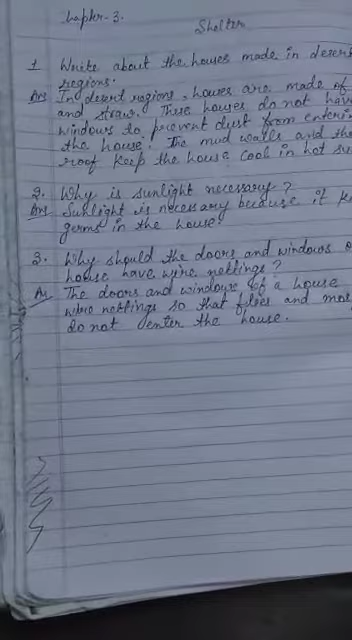 Chapter-3.
Shelter
1 Write about the houses made in desert
regions.
Ans In desert regions, houses are made of
and straw. These houses do not have
windows to prevent dust from enterin
the house. The mud walls and the
roof keep the house cool in hot su
2. Why is sunlight necessary?
Ans Sunlight is necessary because it k
germs in the house.
3. Why should the doors and windows o
house have wire nettings?
An The doors and windows of a house
wire nettings so that flies and mos
do not enter the house.